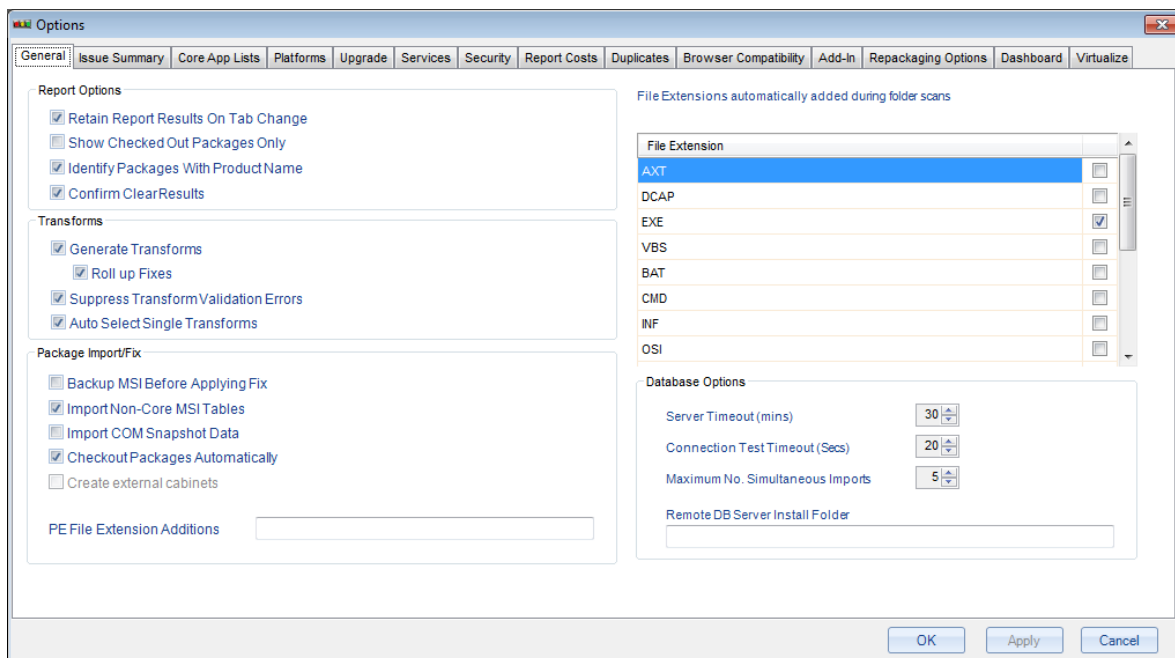 Options
General Issue Summary Core App Lists Platforms Upgrade Services Security Report Costs Duplicates Browser Compatibility Add-In Repackaging Options Dashboard Virtualize
Report Options
Retain Report Results On Tab Change
Show Checked Out Packages Only
Identify Packages With Product Name
Confirm Clear Results
Transforms
Generate Transforms
Roll up Fixes
Suppress Transform Validation Errors
Auto Select Single Transforms
Package Import/Fix
Backup MSI Before Applying Fix
Import Non-Core MSI Tables
Import COM Snapshot Data
Checkout Packages Automatically
Create external cabinets
PE File Extension Additions
File Extensions automatically added during folder scans
File Extension
AXT
DCAP
EXE
VBS
BAT
CMD
INF
OSI
Database Options
Server Timeout (mins) 30
Connection Test Timeout (Secs) 20
Maximum No. Simultaneous Imports 5
Remote DB Server Install Folder
OK Apply Cancel